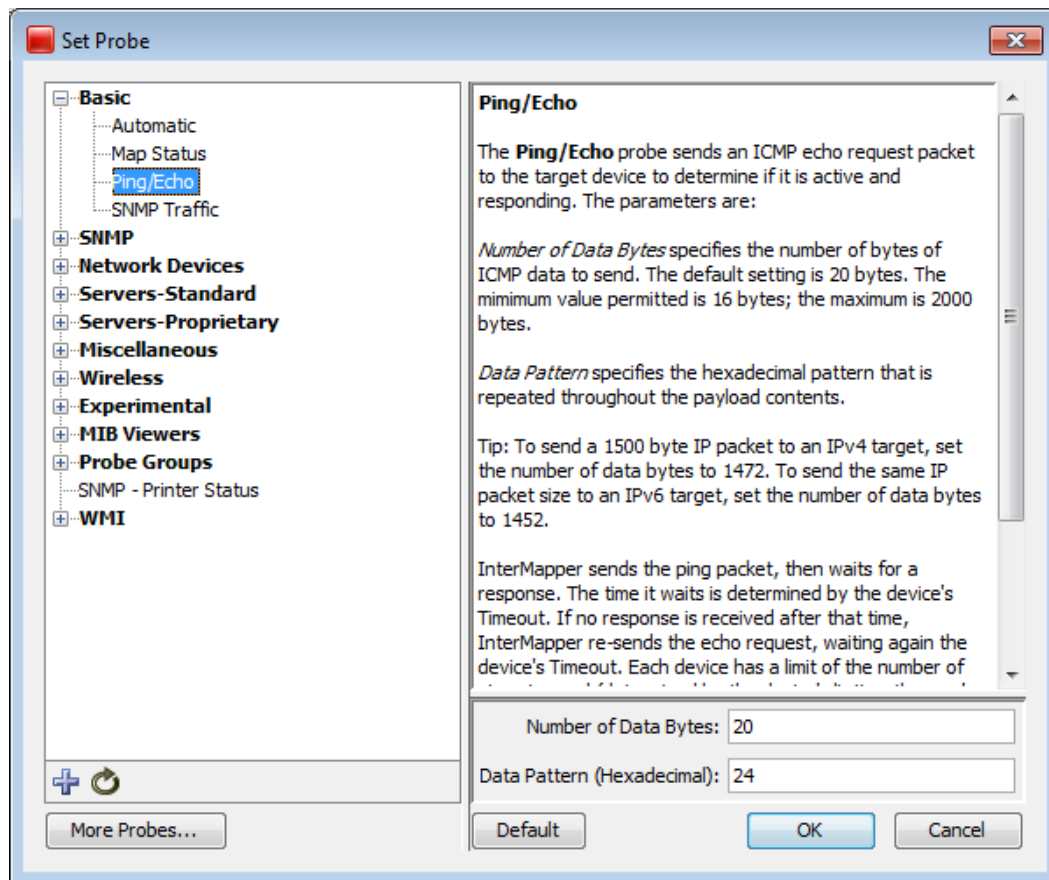 Set Probe
Basic
Automatic
Map Status
Ping/Echo
SNMP Traffic
SNMP
Network Devices
Servers-Standard
Servers-Proprietary
Miscellaneous
Wireless
Experimental
MIB Viewers
Probe Groups
SNMP - Printer Status
WMI
More Probes...
Ping/Echo
The Ping/Echo probe sends an ICMP echo request packet
to the target device to determine if it is active and
responding. The parameters are:
Number of Data Bytes specifies the number of bytes of
ICMP data to send. The default setting is 20 bytes. The
mimimum value permitted is 16 bytes; the maximum is 2000
bytes.
Data Pattern specifies the hexadecimal pattern that is
repeated throughout the payload contents.
Tip: To send a 1500 byte IP packet to an IPv4 target, set
the number of data bytes to 1472. To send the same IP
packet size to an IPv6 target, set the number of data bytes
to 1452.
InterMapper sends the ping packet, then waits for a
response. The time it waits is determined by the device's
Timeout. If no response is received after that time,
InterMapper re-sends the echo request, waiting again the
device's Timeout. Each device has a limit of the number of
Number of Data Bytes: 20
Data Pattern (Hexadecimal): 24
Default
OK
Cancel